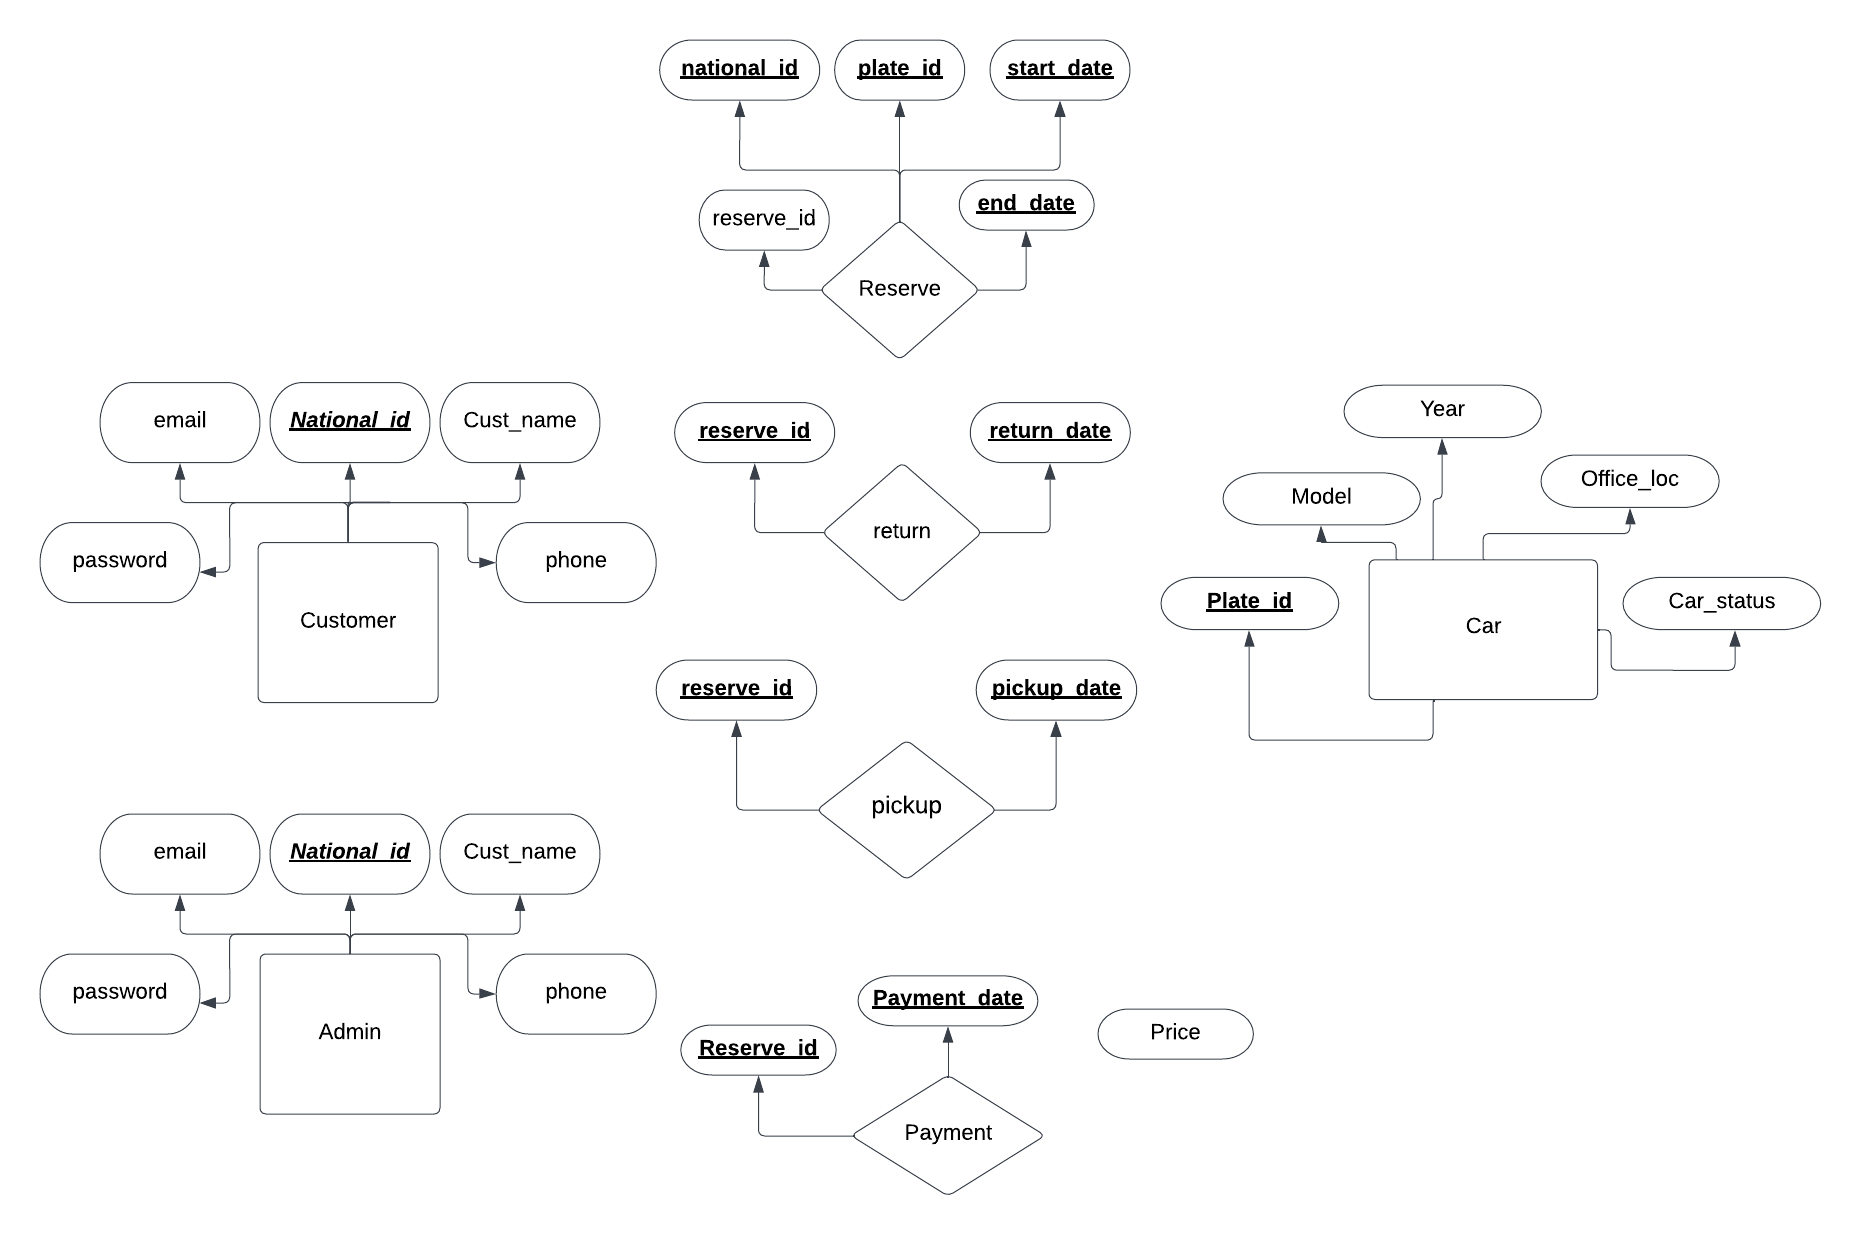 national_id
plate_id
start_date
reserve_id
end_date
Reserve
email
National_id
Cust_name
password
phone
Customer
reserve_id
return_date
return
Year
Model
Office_loc
Plate_id
Car_status
Car
reserve_id
pickup_date
pickup
email
National_id
Cust_name
password
phone
Admin
Payment_date
Reserve_id
Price
Payment